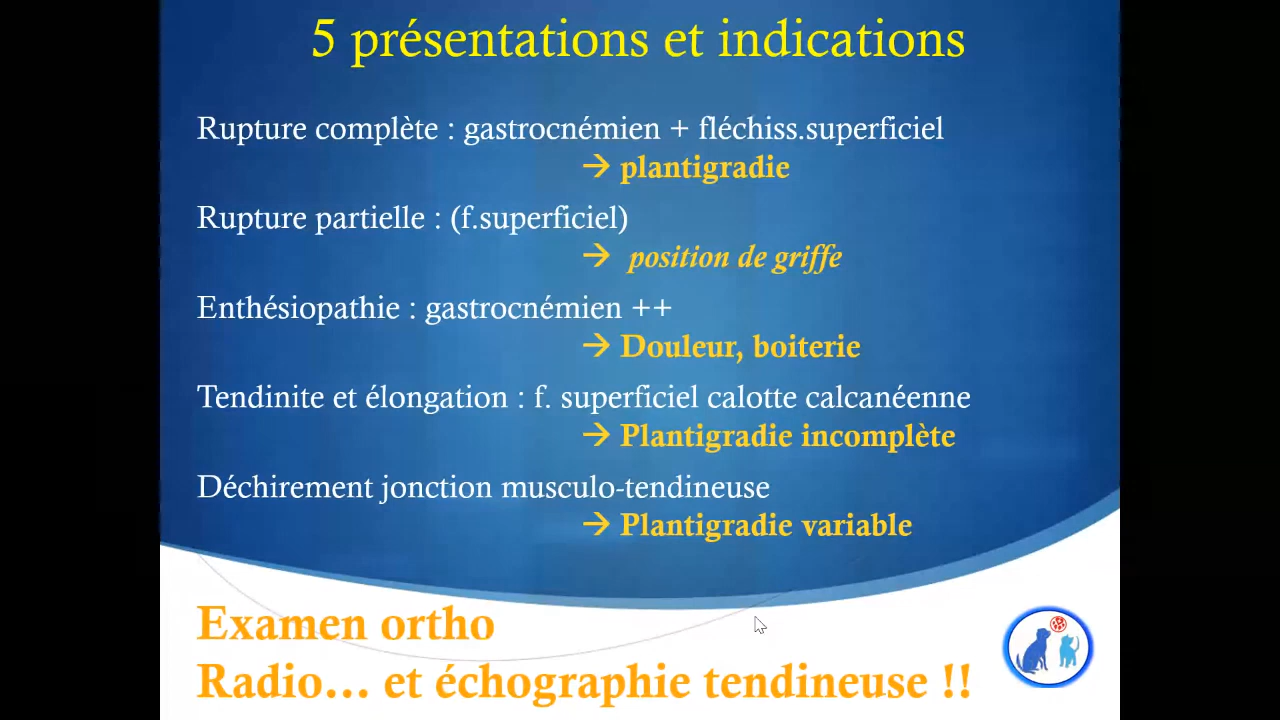 5 présentations et indications
Rupture complète : gastrocnémien + fléchiss.superficiel
→ plantigradie
Rupture partielle : (f.superficiel)
→ position de griffe
Enthésiopathie : gastrocnémien ++
→ Douleur, boiterie
Tendinite et élongation : f. superficiel calotte calcanéenne
→ Plantigradie incomplète
Déchirement jonction musculo-tendineuse
→ Plantigradie variable
Examen ortho
Radio… et échographie tendineuse !!